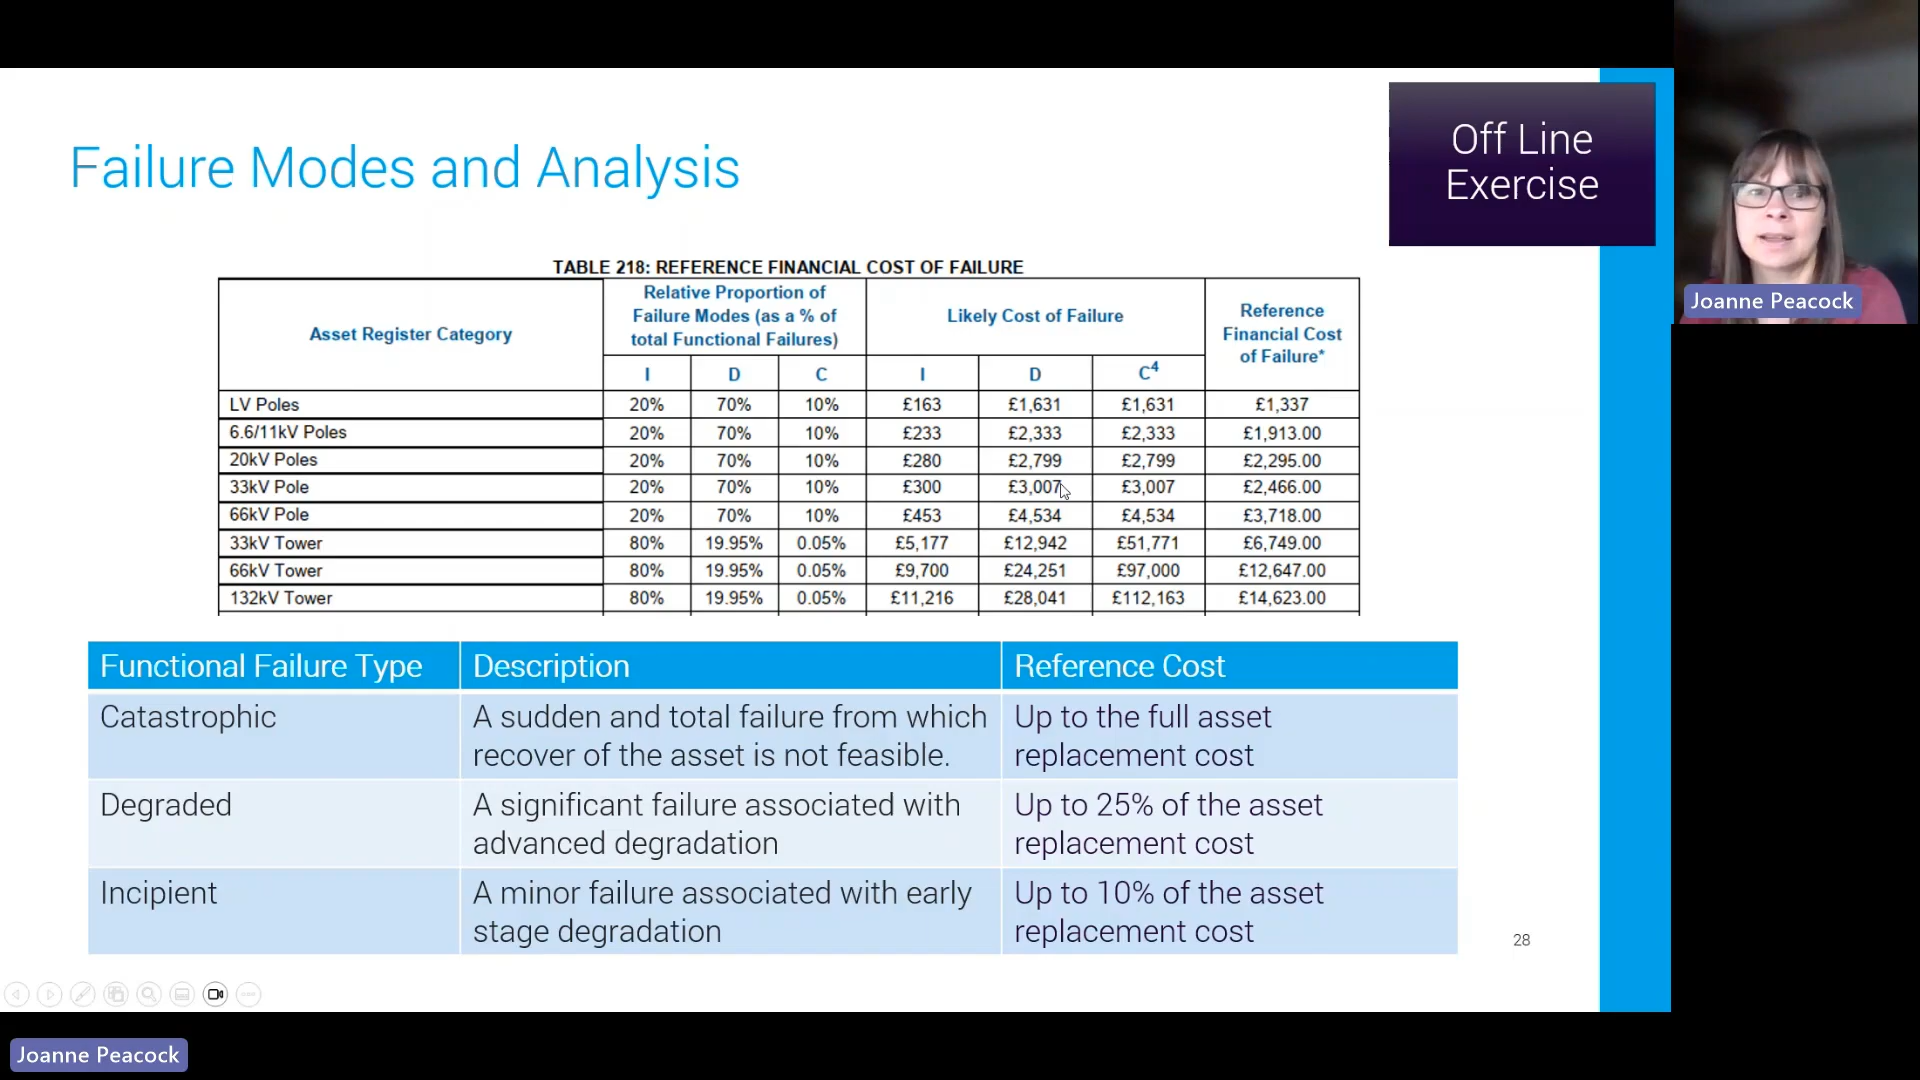 Failure Modes and Analysis
Off Line
Exercise
Joanne Peacock
TABLE 218: REFERENCE FINANCIAL COST OF FAILURE
Asset Register Category
Relative Proportion of
Failure Modes (as a % of
total Functional Failures)
Likely Cost of Failure
Reference
Financial Cost
of Failure*
I D C I D C4
LV Poles 20% 70% 10% £163 £1,631 £1,631 £1,337
6.6/11kV Poles 20% 70% 10% £233 £2,333 £2,333 £1,913.00
20kV Poles 20% 70% 10% £280 £2,799 £2,799 £2,295.00
33kV Pole 20% 70% 10% £300 £3,007 £3,007 £2,466.00
66kV Pole 20% 70% 10% £453 £4,534 £4,534 £3,718.00
33kV Tower 80% 19.95% 0.05% £5,177 £12,942 £51,771 £6,749.00
66kV Tower 80% 19.95% 0.05% £9,700 £24,251 £97,000 £12,647.00
132kV Tower 80% 19.95% 0.05% £11,216 £28,041 £112,163 £14,623.00
Functional Failure Type Description Reference Cost
Catastrophic
A sudden and total failure from which
recover of the asset is not feasible.
Up to the full asset
replacement cost
Degraded
A significant failure associated with
advanced degradation
Up to 25% of the asset
replacement cost
Incipient
A minor failure associated with early
stage degradation
Up to 10% of the asset
replacement cost
28
Joanne Peacock